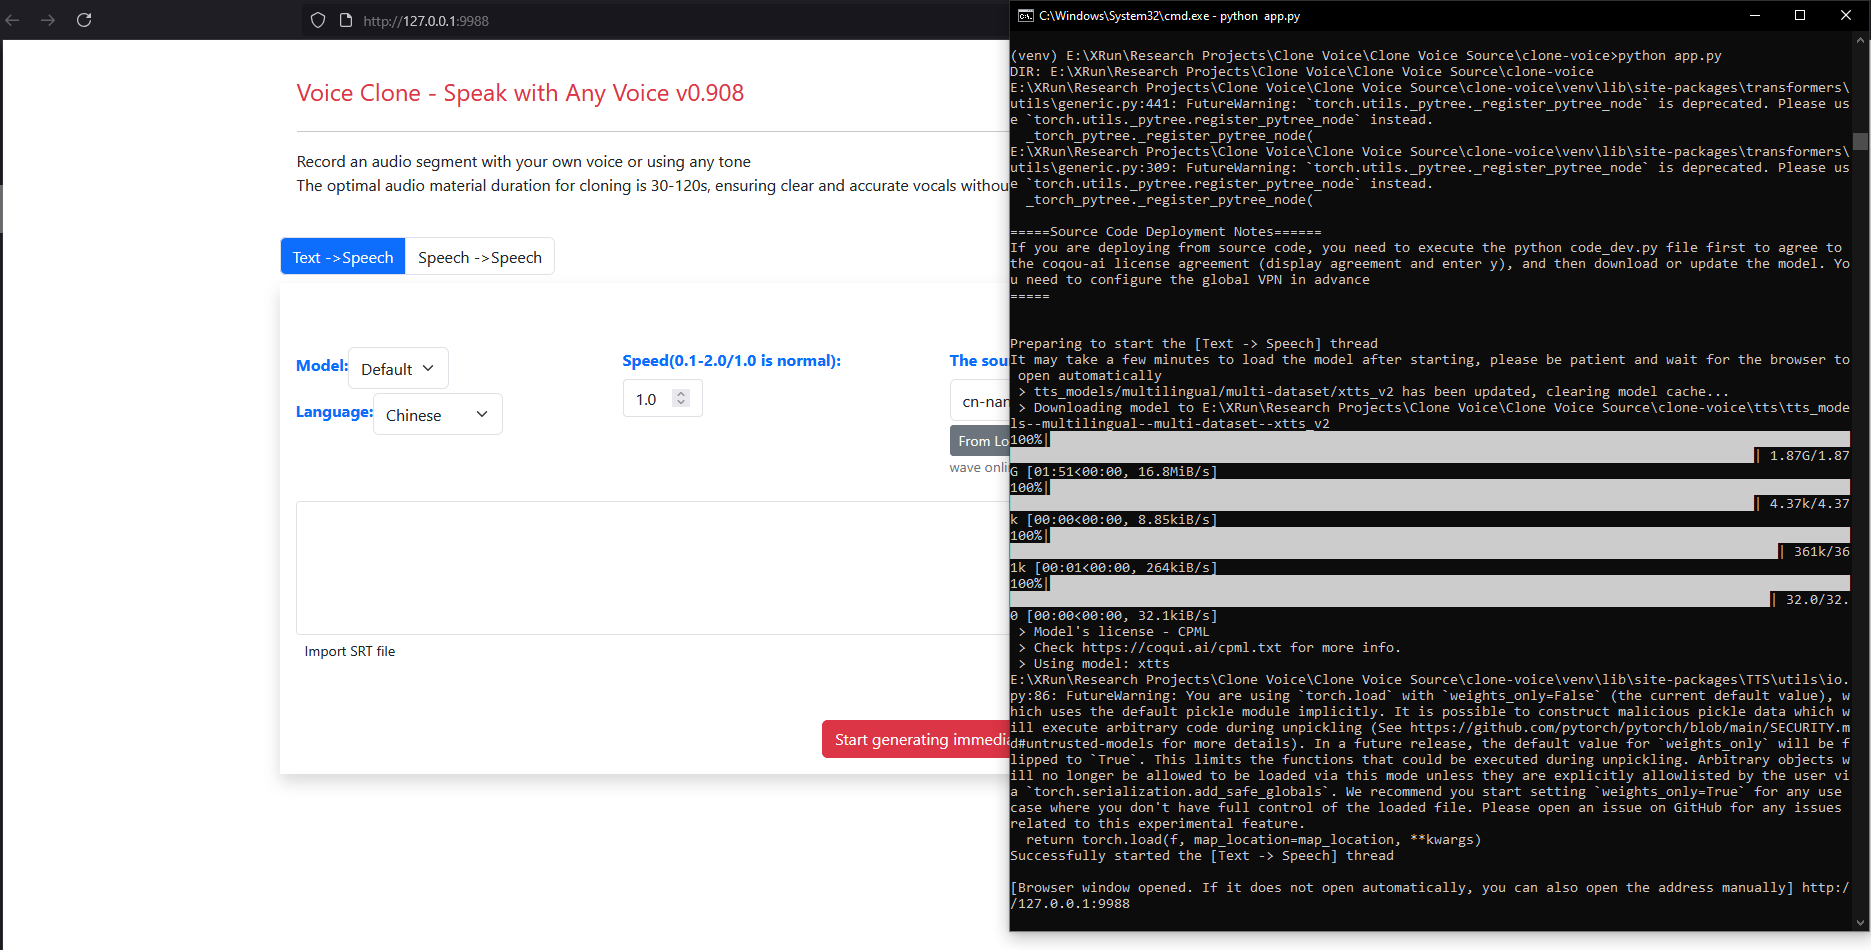 http://127.0.0.1:9988
Voice Clone - Speak with Any Voice v0.908
Record an audio segment with your own voice or using any tone
The optimal audio material duration for cloning is 30-120s, ensuring clear and accurate vocals withou
Text ->Speech
Speech ->Speech
Model:
Default
Speed(0.1-2.0/1.0 is normal):
The sou
1.0
cn-nan
Language:
Chinese
From Lo
wave onli
Import SRT file
Start generating immedia
C:\Windows\System32\cmd.exe - python  app.py
(venv) E:\XRun\Research Projects\Clone Voice\Clone Voice Source\clone-voice>python app.py
DIR: E:\XRun\Research Projects\Clone Voice\Clone Voice Source\clone-voice
E:\XRun\Research Projects\Clone Voice\Clone Voice Source\clone-voice\venv\lib\site-packages\transformers\
utils\generic.py:441: FutureWarning: `torch.utils._pytree._register_pytree_node` is deprecated. Please us
e `torch.utils._pytree.register_pytree_node` instead.
_torch_pytree._register_pytree_node(
E:\XRun\Research Projects\Clone Voice\Clone Voice Source\clone-voice\venv\lib\site-packages\transformers\
utils\generic.py:309: FutureWarning: `torch.utils._pytree._register_pytree_node` is deprecated. Please us
e `torch.utils._pytree.register_pytree_node` instead.
_torch_pytree._register_pytree_node(
=====Source Code Deployment Notes======
If you are deploying from source code, you need to execute the python code_dev.py file first to agree to
the coqou-ai license agreement (display agreement and enter y), and then download or update the model. Yo
u need to configure the global VPN in advance
=====
Preparing to start the [Text -> Speech] thread
It may take a few minutes to load the model after starting, please be patient and wait for the browser to
open automatically
> tts_models/multilingual/multi-dataset/xtts_v2 has been updated, clearing model cache...
> Downloading model to E:\XRun\Research Projects\Clone Voice\Clone Voice Source\clone-voice\tts\tts_mode
ls--multilingual--multi-dataset--xtts_v2
100%|
| 1.87G/1.87
G [01:51<00:00, 16.8MiB/s]
100%|
| 4.37k/4.37
k [00:00<00:00, 8.85kiB/s]
100%|
| 361k/36
1k [00:01<00:00, 264kiB/s]
100%|
| 32.0/32.
0 [00:00<00:00, 32.1kiB/s]
> Model's license - CPML
> Check https://coqui.ai/cpml.txt for more info.
> Using model: xtts
E:\XRun\Research Projects\Clone Voice\Clone Voice Source\clone-voice\venv\lib\site-packages\TTS\utils\io.
py:86: FutureWarning: You are using `torch.load` with `weights_only=False` (the current default value), w
hich uses the default pickle module implicitly. It is possible to construct malicious pickle data which w
ill execute arbitrary code during unpickling (See https://github.com/pytorch/pytorch/blob/main/SECURITY.m
d#untrusted-models for more details). In a future release, the default value for `weights_only` will be f
lipped to `True`. This limits the functions that could be executed during unpickling. Arbitrary objects w
ill no longer be allowed to be loaded via this mode unless they are explicitly allowlisted by the user vi
a `torch.serialization.add_safe_globals`. We recommend you start setting `weights_only=True` for any use
case where you don't have full control of the loaded file. Please open an issue on GitHub for any issues
related to this experimental feature.
return torch.load(f, map_location=map_location, **kwargs)
Successfully started the [Text -> Speech] thread
[Browser window opened. If it does not open automatically, you can also open the address manually] http:/
/127.0.0.1:9988